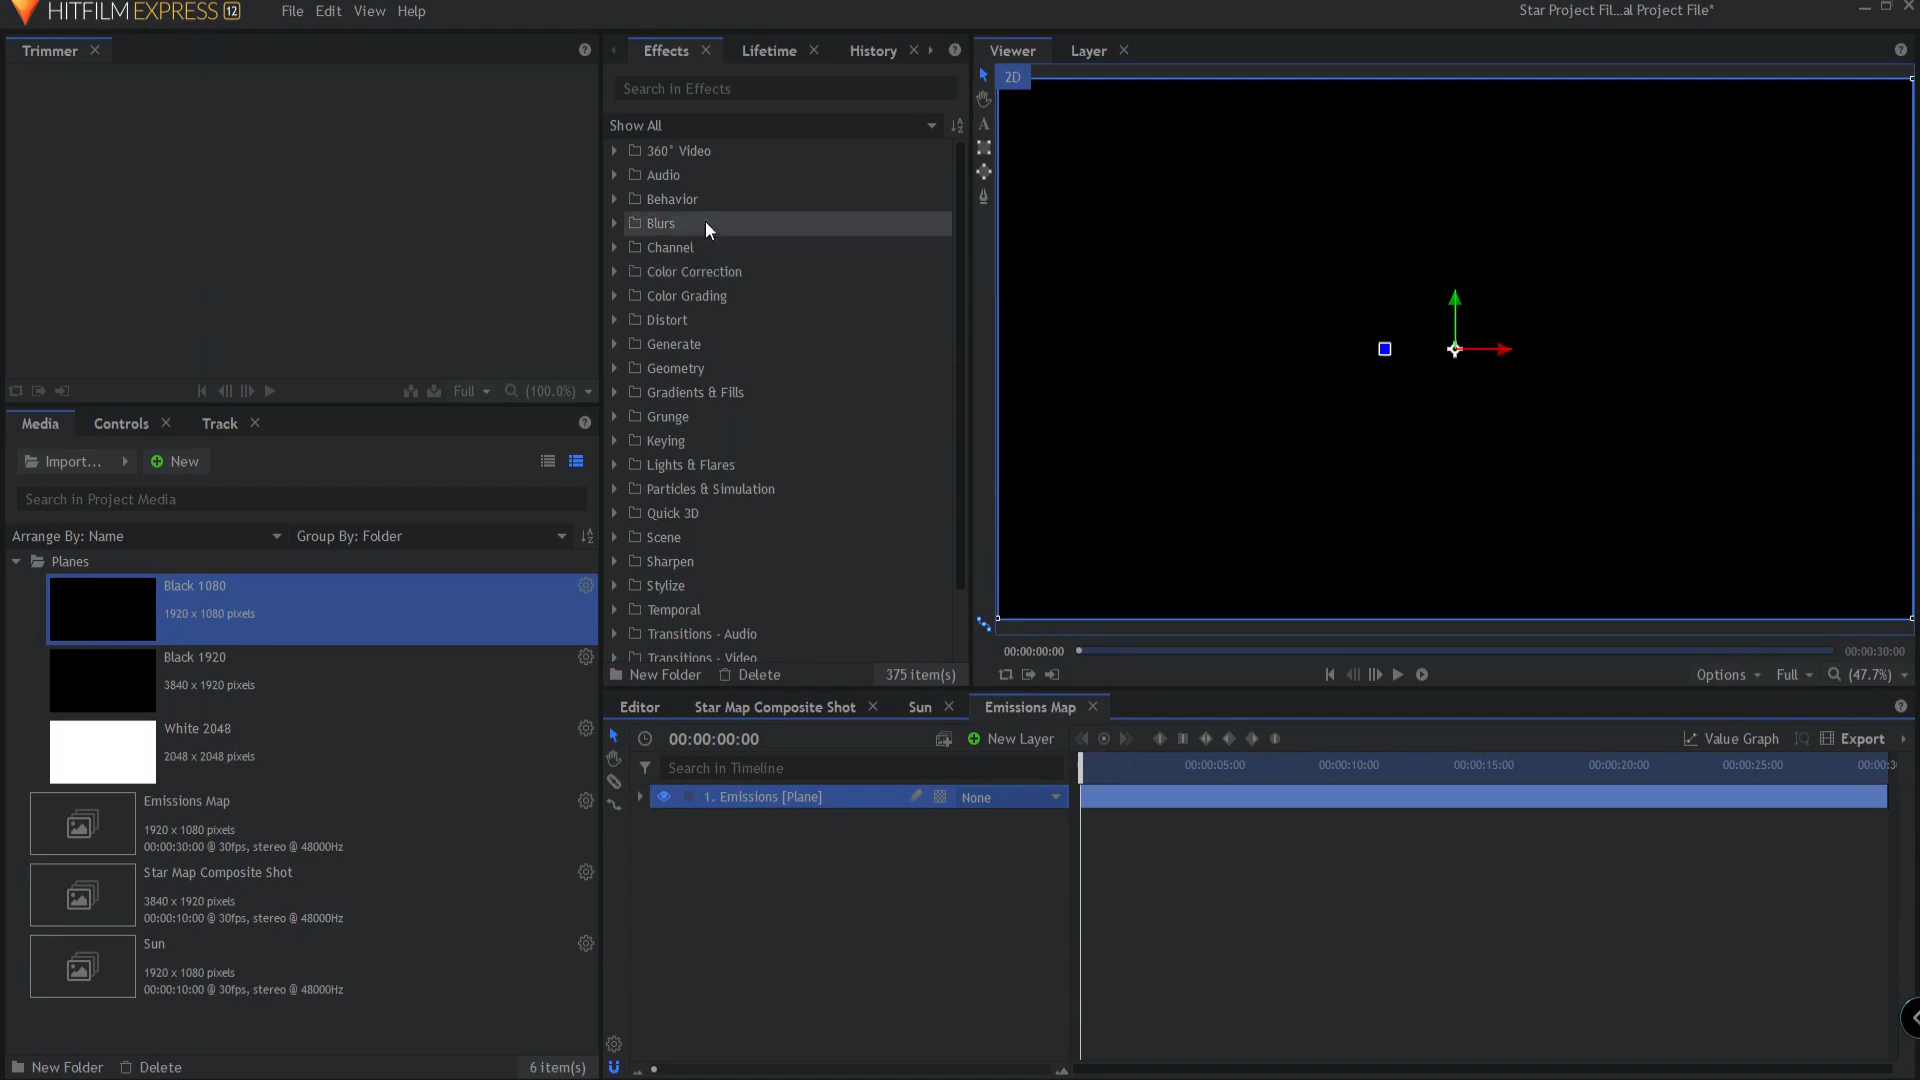 HITFILM EXPRESS 12
File Edit View Help
Star Project Fil...al Project File*
Trimmer
Full (100.0%)
Effects Lifetime History
Search in Effects
Show All
360° Video
Audio
Behavior
Blurs
Channel
Color Correction
Color Grading
Distort
Generate
Geometry
Gradients & Fills
Grunge
Keying
Lights & Flares
Particles & Simulation
Quick 3D
Scene
Sharpen
Stylize
Temporal
Transitions - Audio
Transitions - Video
New Folder Delete 375 item(s)
Viewer Layer
2D
00:00:00:00 00:00:30:00
Options Full (47.7%)
Media Controls Track
Import... New
Search in Project Media
Arrange By: Name Group By: Folder
Planes
Black 1080
1920 x 1080 pixels
Black 1920
3840 x 1920 pixels
White 2048
2048 x 2048 pixels
Emissions Map
1920 x 1080 pixels
00:00:30:00 @ 30fps, stereo @ 48000Hz
Star Map Composite Shot
3840 x 1920 pixels
00:00:10:00 @ 30fps, stereo @ 48000Hz
Sun
1920 x 1080 pixels
00:00:10:00 @ 30fps, stereo @ 48000Hz
New Folder Delete 6 item(s)
Editor Star Map Composite Shot Sun Emissions Map
00:00:00:00 New Layer Value Graph Export
Search in Timeline
00:00:05:00 00:00:10:00 00:00:15:00 00:00:20:00 00:00:25:00 00:00:3
1. Emissions [Plane] None